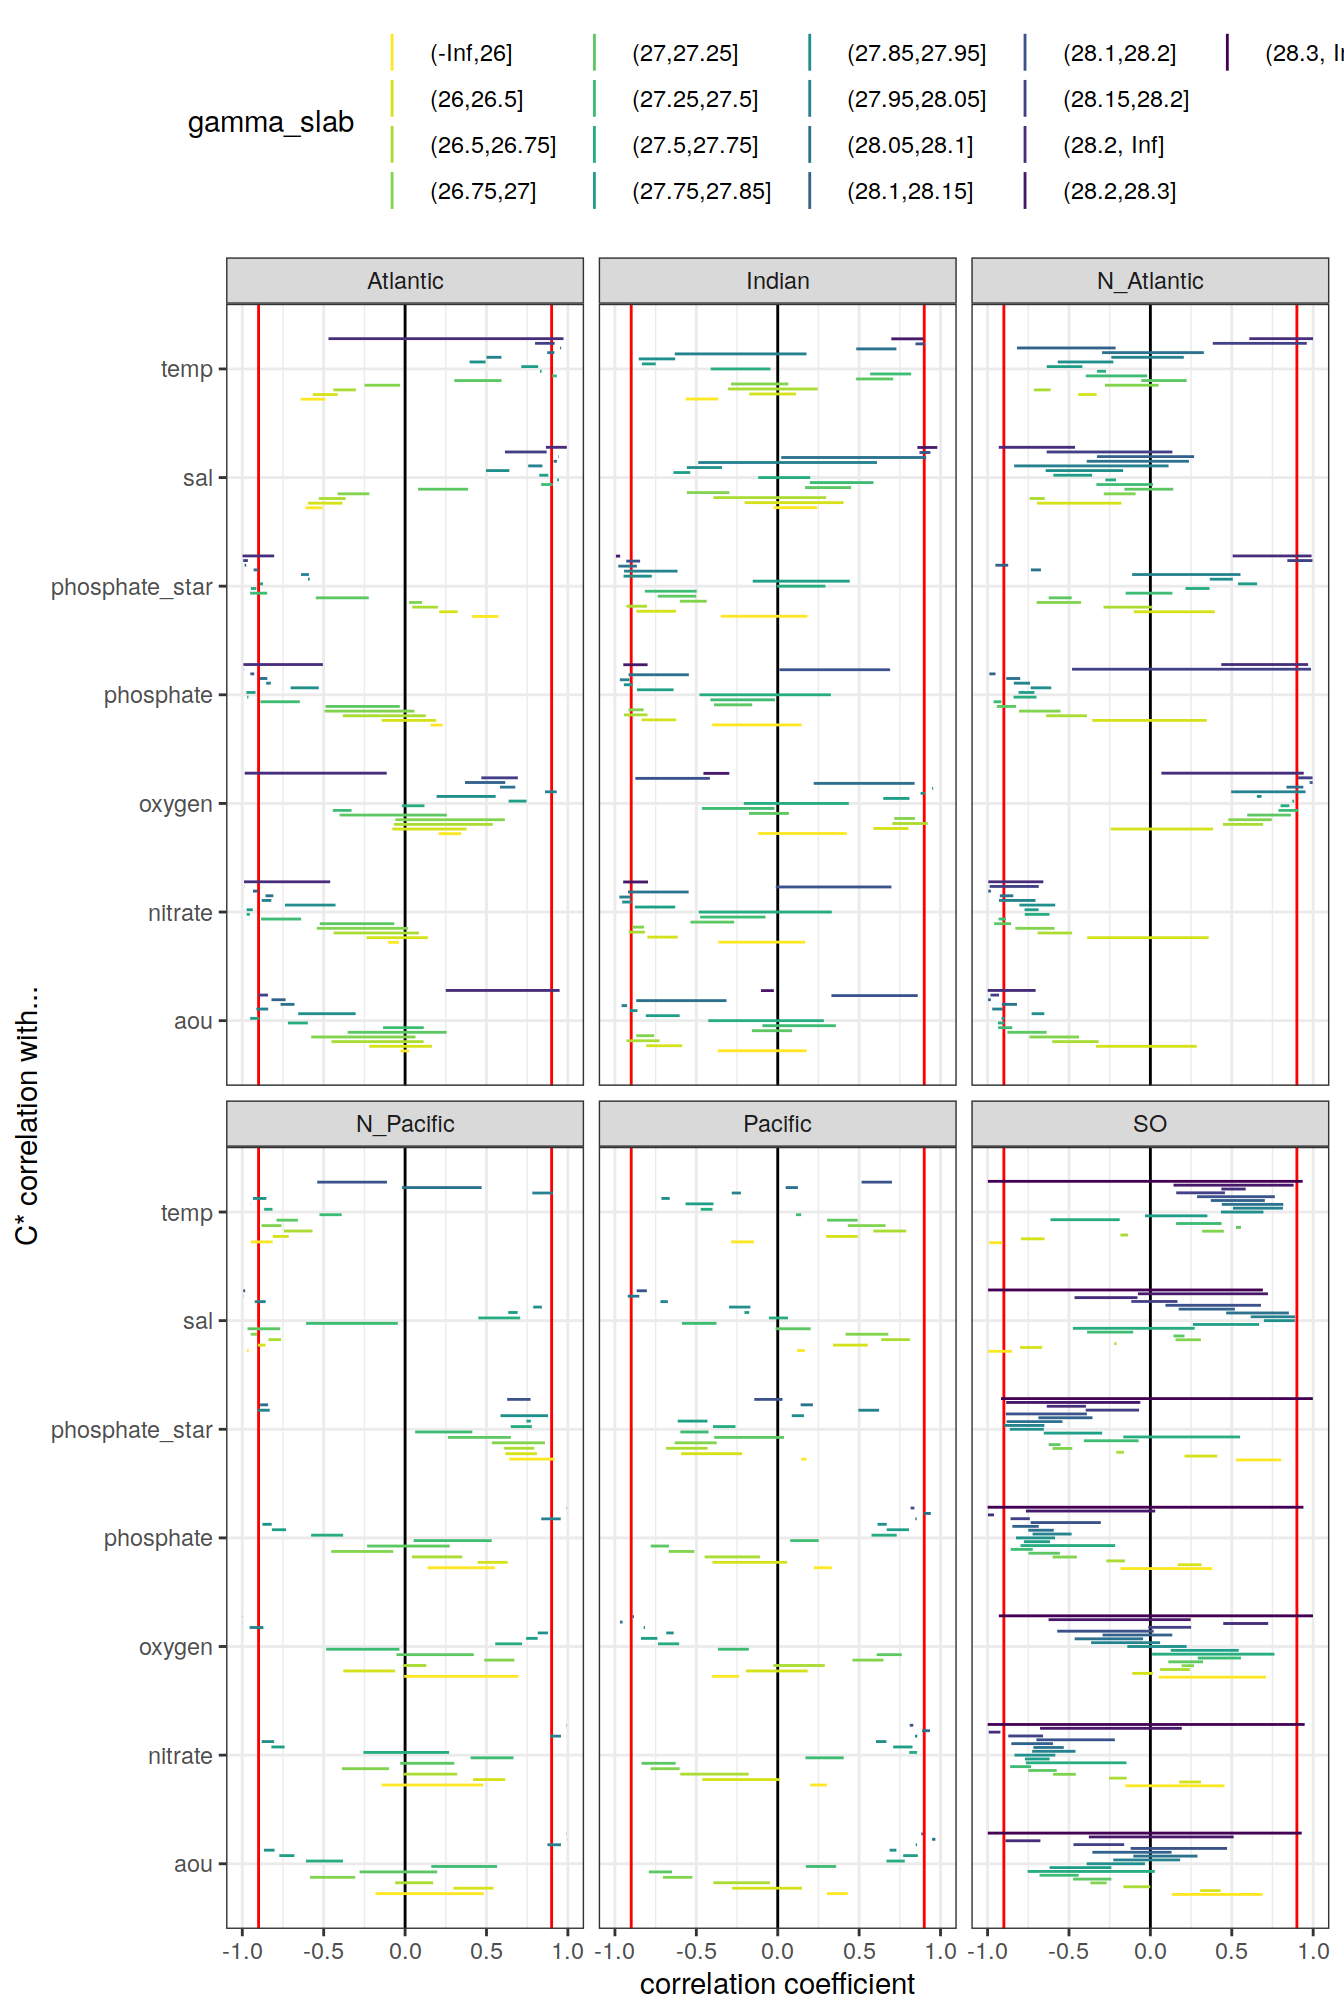 gamma_slab
(-Inf,26]
(26,26.5]
(26.5,26.75]
(26.75,27]
(27,27.25]
(27.25,27.5]
(27.5,27.75]
(27.75,27.85]
(27.85,27.95]
(27.95,28.05]
(28.05,28.1]
(28.1,28.15]
(28.1,28.2]
(28.15,28.2]
(28.2, Inf]
(28.2,28.3]
(28.3,
Atlantic
Indian
N_Atlantic
temp
sal
phosphate_star
phosphate
oxygen
nitrate
aou
C* correlation with...
N_Pacific
Pacific
SO
temp
sal
phosphate_star
phosphate
oxygen
nitrate
aou
-1.0 -0.5 0.0 0.5 1.0
-1.0 -0.5 0.0 0.5 1.0
-1.0 -0.5 0.0 0.5 1.0
correlation coefficient